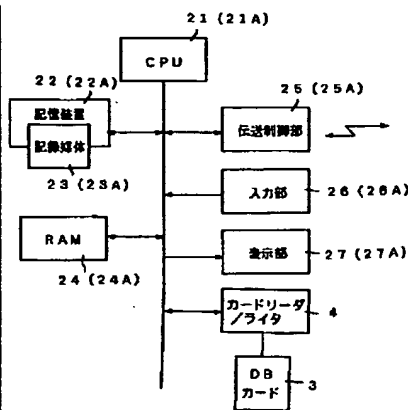 21 (21A)
CPU
22 (22A)
記憶装置
記録媒体
23 (23A)
25 (25A)
伝送制御部
入力部
26 (26A)
RAM
24 (24A)
表示部
27 (27A)
カードリーダ
/ライタ
4
DB
カード
3